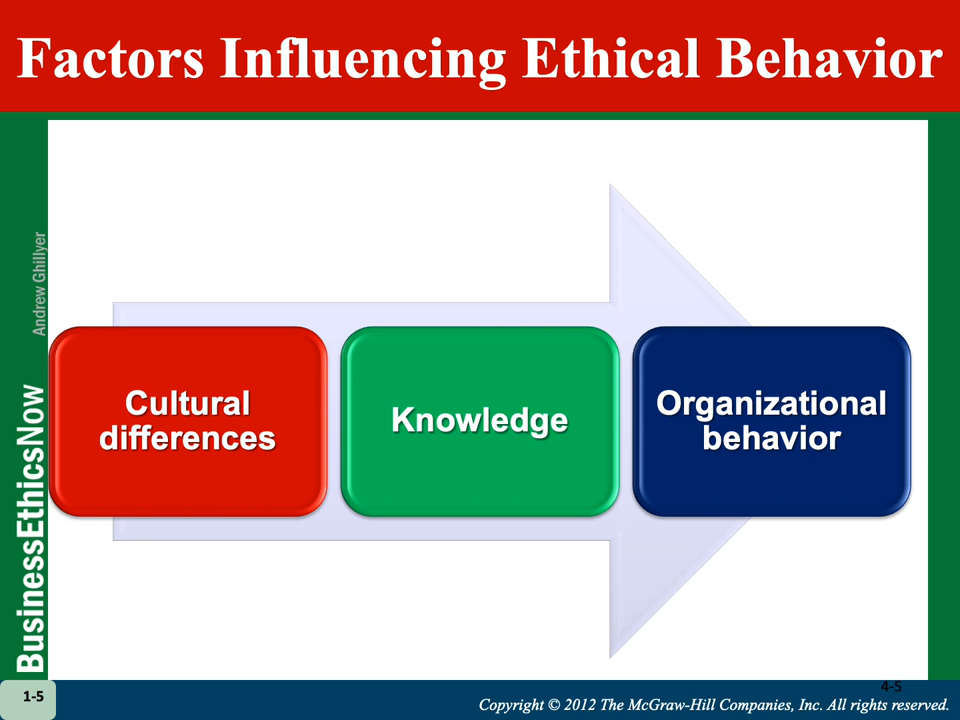 Factors Influencing Ethical Behavior
Andrew Ghillyer
BusinessEthicsNow
Cultural
differences
Knowledge
Organizational
behavior
1-5
4-5
Copyright © 2012 The McGraw-Hill Companies, Inc. All rights reserved.